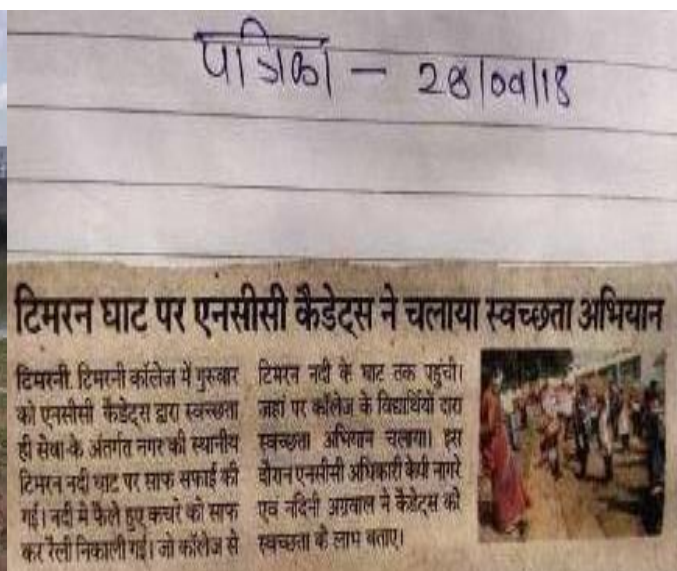 पत्रिका - 28/09/18
टिमरन घाट पर एनसीसी कैडेट्स ने चलाया स्वच्छता अभियान
टिमरनी. टिमरनी कॉलेज में गुरुवार
को एनसीसी कैडेट्स द्वारा स्वच्छता
ही सेवा के अंतर्गत नगर की स्थानीय
टिमरन नदी घाट पर साफ सफाई की
गई। नदी में फैले हुए कचरे को साफ
कर रैली निकाली गई। जो कॉलेज से
टिमरन नदी के घाट तक पहुंची।
जहां पर कॉलेज के विद्यार्थियों द्वारा
स्वच्छता अभियान चलाया। इस
दौरान एनसीसी अधिकारी केपी नागरे
एवं नंदिनी अग्रवाल ने कैडेट्स को
स्वच्छता के लाभ बताए।